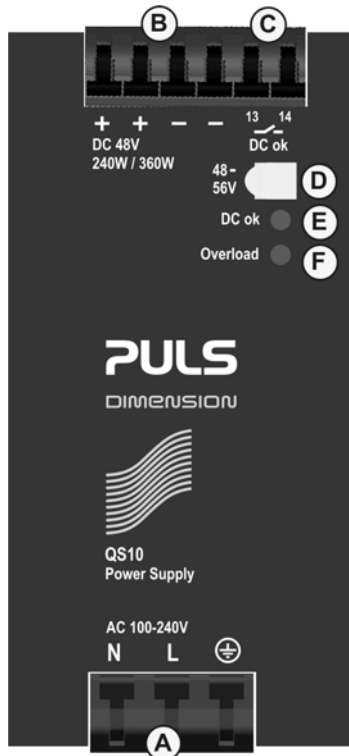 B C
+ + − − 13 14
DC 48V DC ok
240W / 360W
48-
56V D
DC ok E
Overload F
PULS
DIMENSION
QS10
Power Supply
AC 100-240V
N L
A